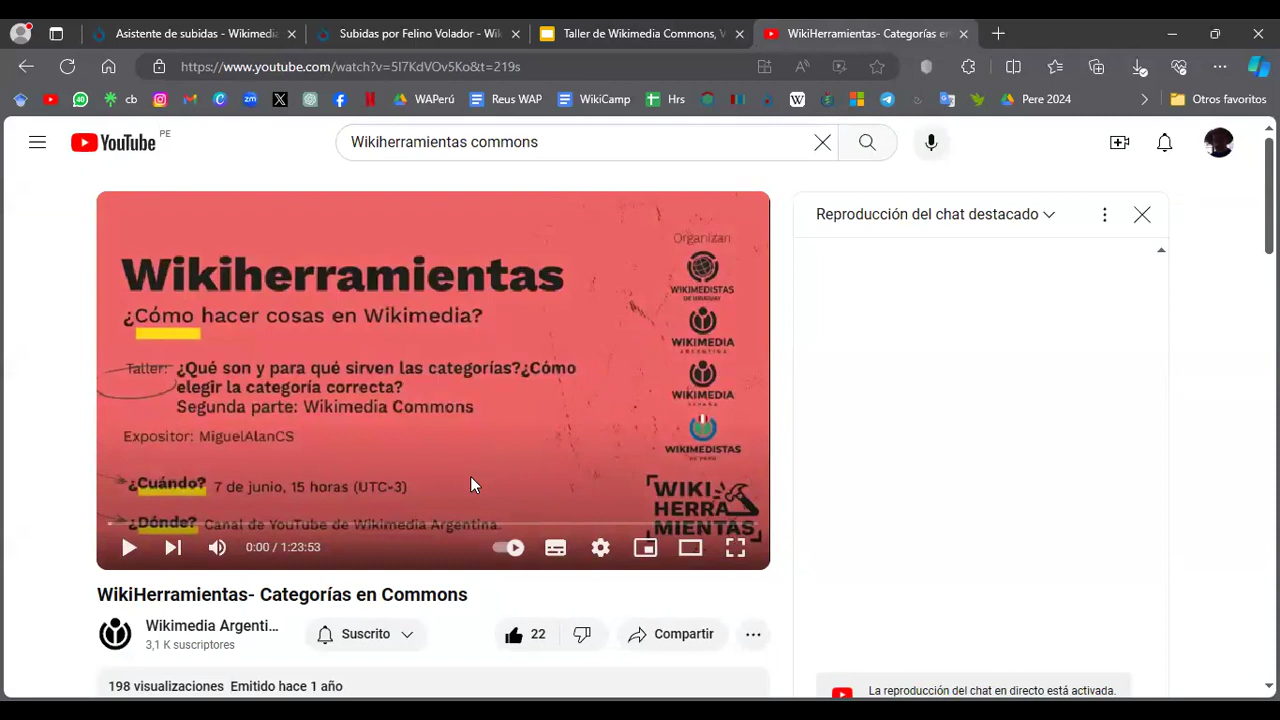 Asistente de subidas - Wikimedia
Subidas por Felino Volador - Wik
Taller de Wikimedia Commons, V
WikiHerramientas- Categorías en
https://www.youtube.com/watch?v=5I7KdVOv5Ko&t=219s
cb
WAPerú
Reus WAP
WikiCamp
Hrs
Pere 2024
Otros favoritos
YouTube PE
Wikiherramientas commons
Wikiherramientas
¿Cómo hacer cosas en Wikimedia?
Taller: ¿Qué son y para qué sirven las categorías?¿Cómo
elegir la categoría correcta?
Segunda parte: Wikimedia Commons
Expositor: MiguelAlanCS
¿Cuándo? 7 de junio, 15 horas (UTC-3)
¿Dónde? Canal de YouTube de Wikimedia Argentina.
Organizan
WIKIMEDISTAS
DE URUGUAY
WIKIMEDIA
ARGENTINA
WIKIMEDIA
ESPAÑA
WIKIMEDISTAS
DE PERÚ
WIKI
HERRA
MIENTAS
0:00 / 1:23:53
Reproducción del chat destacado
WikiHerramientas- Categorías en Commons
Wikimedia Argenti...
3,1 K suscriptores
Suscrito
22
Compartir
198 visualizaciones Emitido hace 1 año
La reproducción del chat en directo está activada.